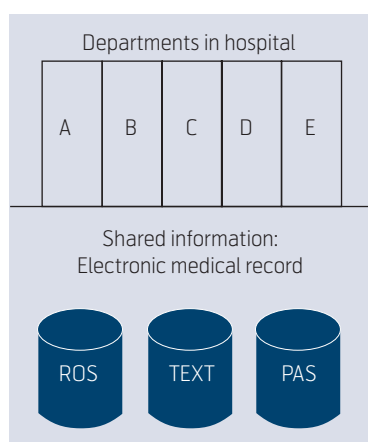 Departments in hospital
A B C D E
Shared information:
Electronic medical record
ROS TEXT PAS